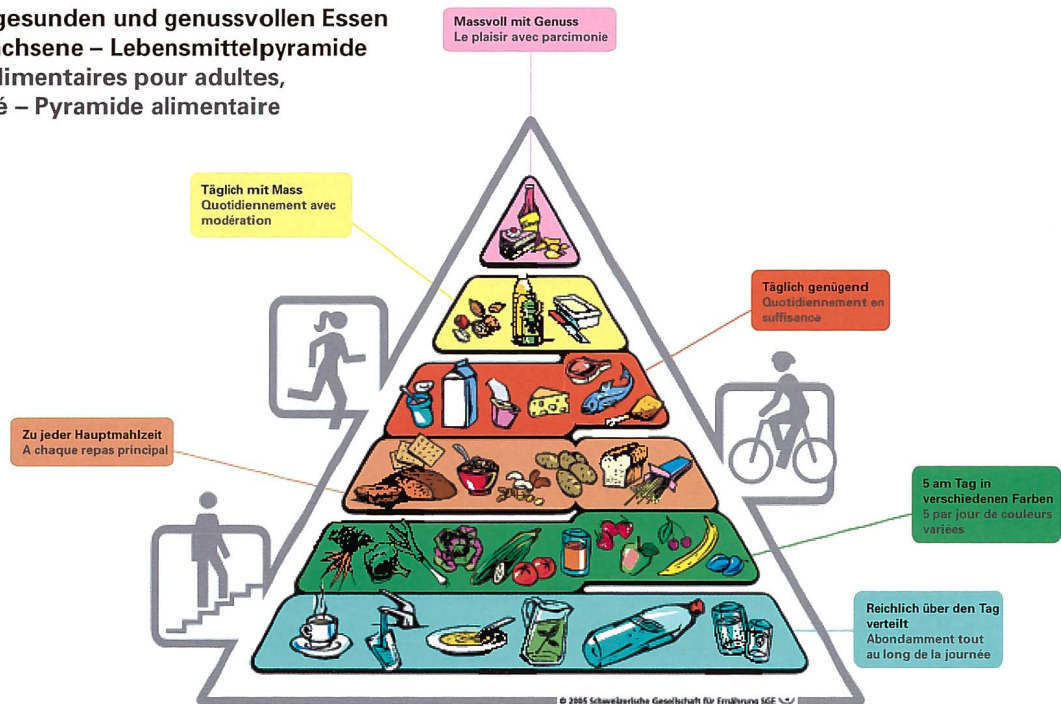 gesunden und genussvollen Essen
achsene – Lebensmittelpyramide
limentaires pour adultes,
é – Pyramide alimentaire
Massvoll mit Genuss
Le plaisir avec parcimonie
Täglich mit Mass
Quotidiennement avec
modération
Täglich genügend
Quotidiennement en
suffisance
Zu jeder Hauptmahlzeit
A chaque repas principal
5 am Tag in
verschiedenen Farben
5 par jour de couleurs
variées
Reichlich über den Tag
verteilt
Abondamment tout
au long de la journée
© 2005 Schweizerische Gesellschaft für Ernährung SGE